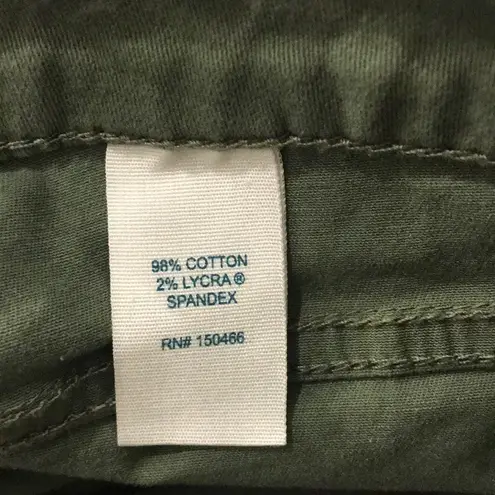 98% COTTON
2% LYCRA ®
SPANDEX
RN# 150466